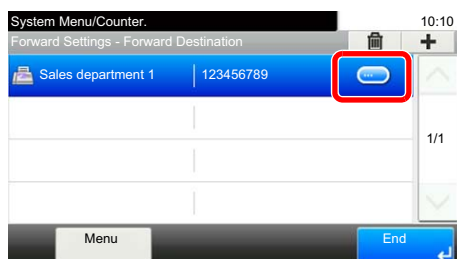 System Menu/Counter. 10:10
Forward Settings - Forward Destination
Sales department 1 123456789
1/1
Menu End